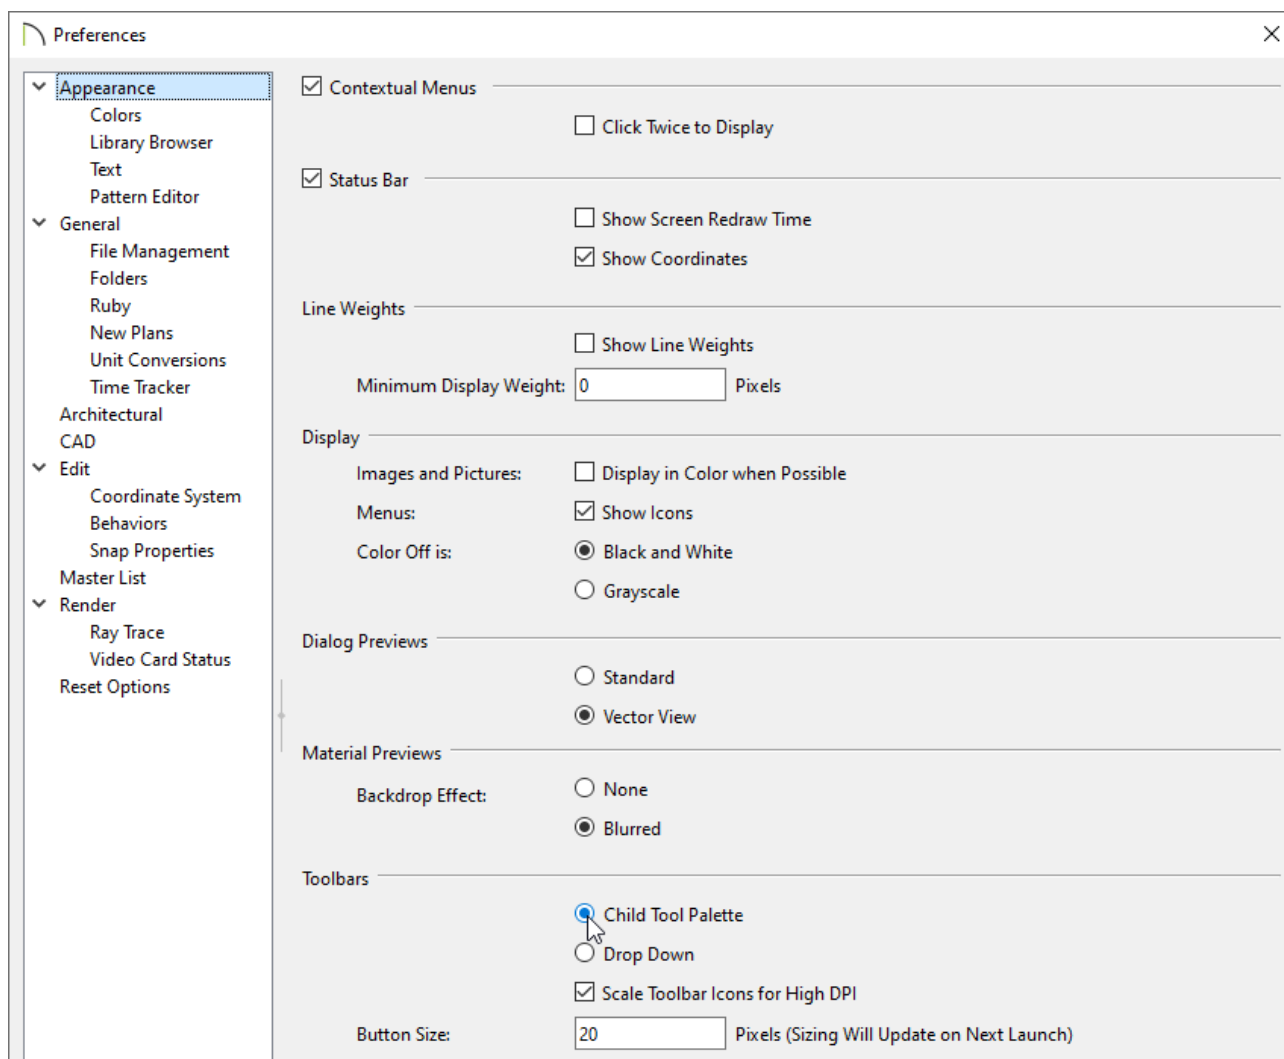 Preferences
Appearance
Colors
Library Browser
Text
Pattern Editor
General
File Management
Folders
Ruby
New Plans
Unit Conversions
Time Tracker
Architectural
CAD
Edit
Coordinate System
Behaviors
Snap Properties
Master List
Render
Ray Trace
Video Card Status
Reset Options
Contextual Menus
Click Twice to Display
Status Bar
Show Screen Redraw Time
Show Coordinates
Line Weights
Show Line Weights
Minimum Display Weight: 0 Pixels
Display
Images and Pictures: Display in Color when Possible
Menus: Show Icons
Color Off is: Black and White
Grayscale
Dialog Previews
Standard
Vector View
Material Previews
Backdrop Effect: None
Blurred
Toolbars
Child Tool Palette
Drop Down
Scale Toolbar Icons for High DPI
Button Size: 20 Pixels (Sizing Will Update on Next Launch)